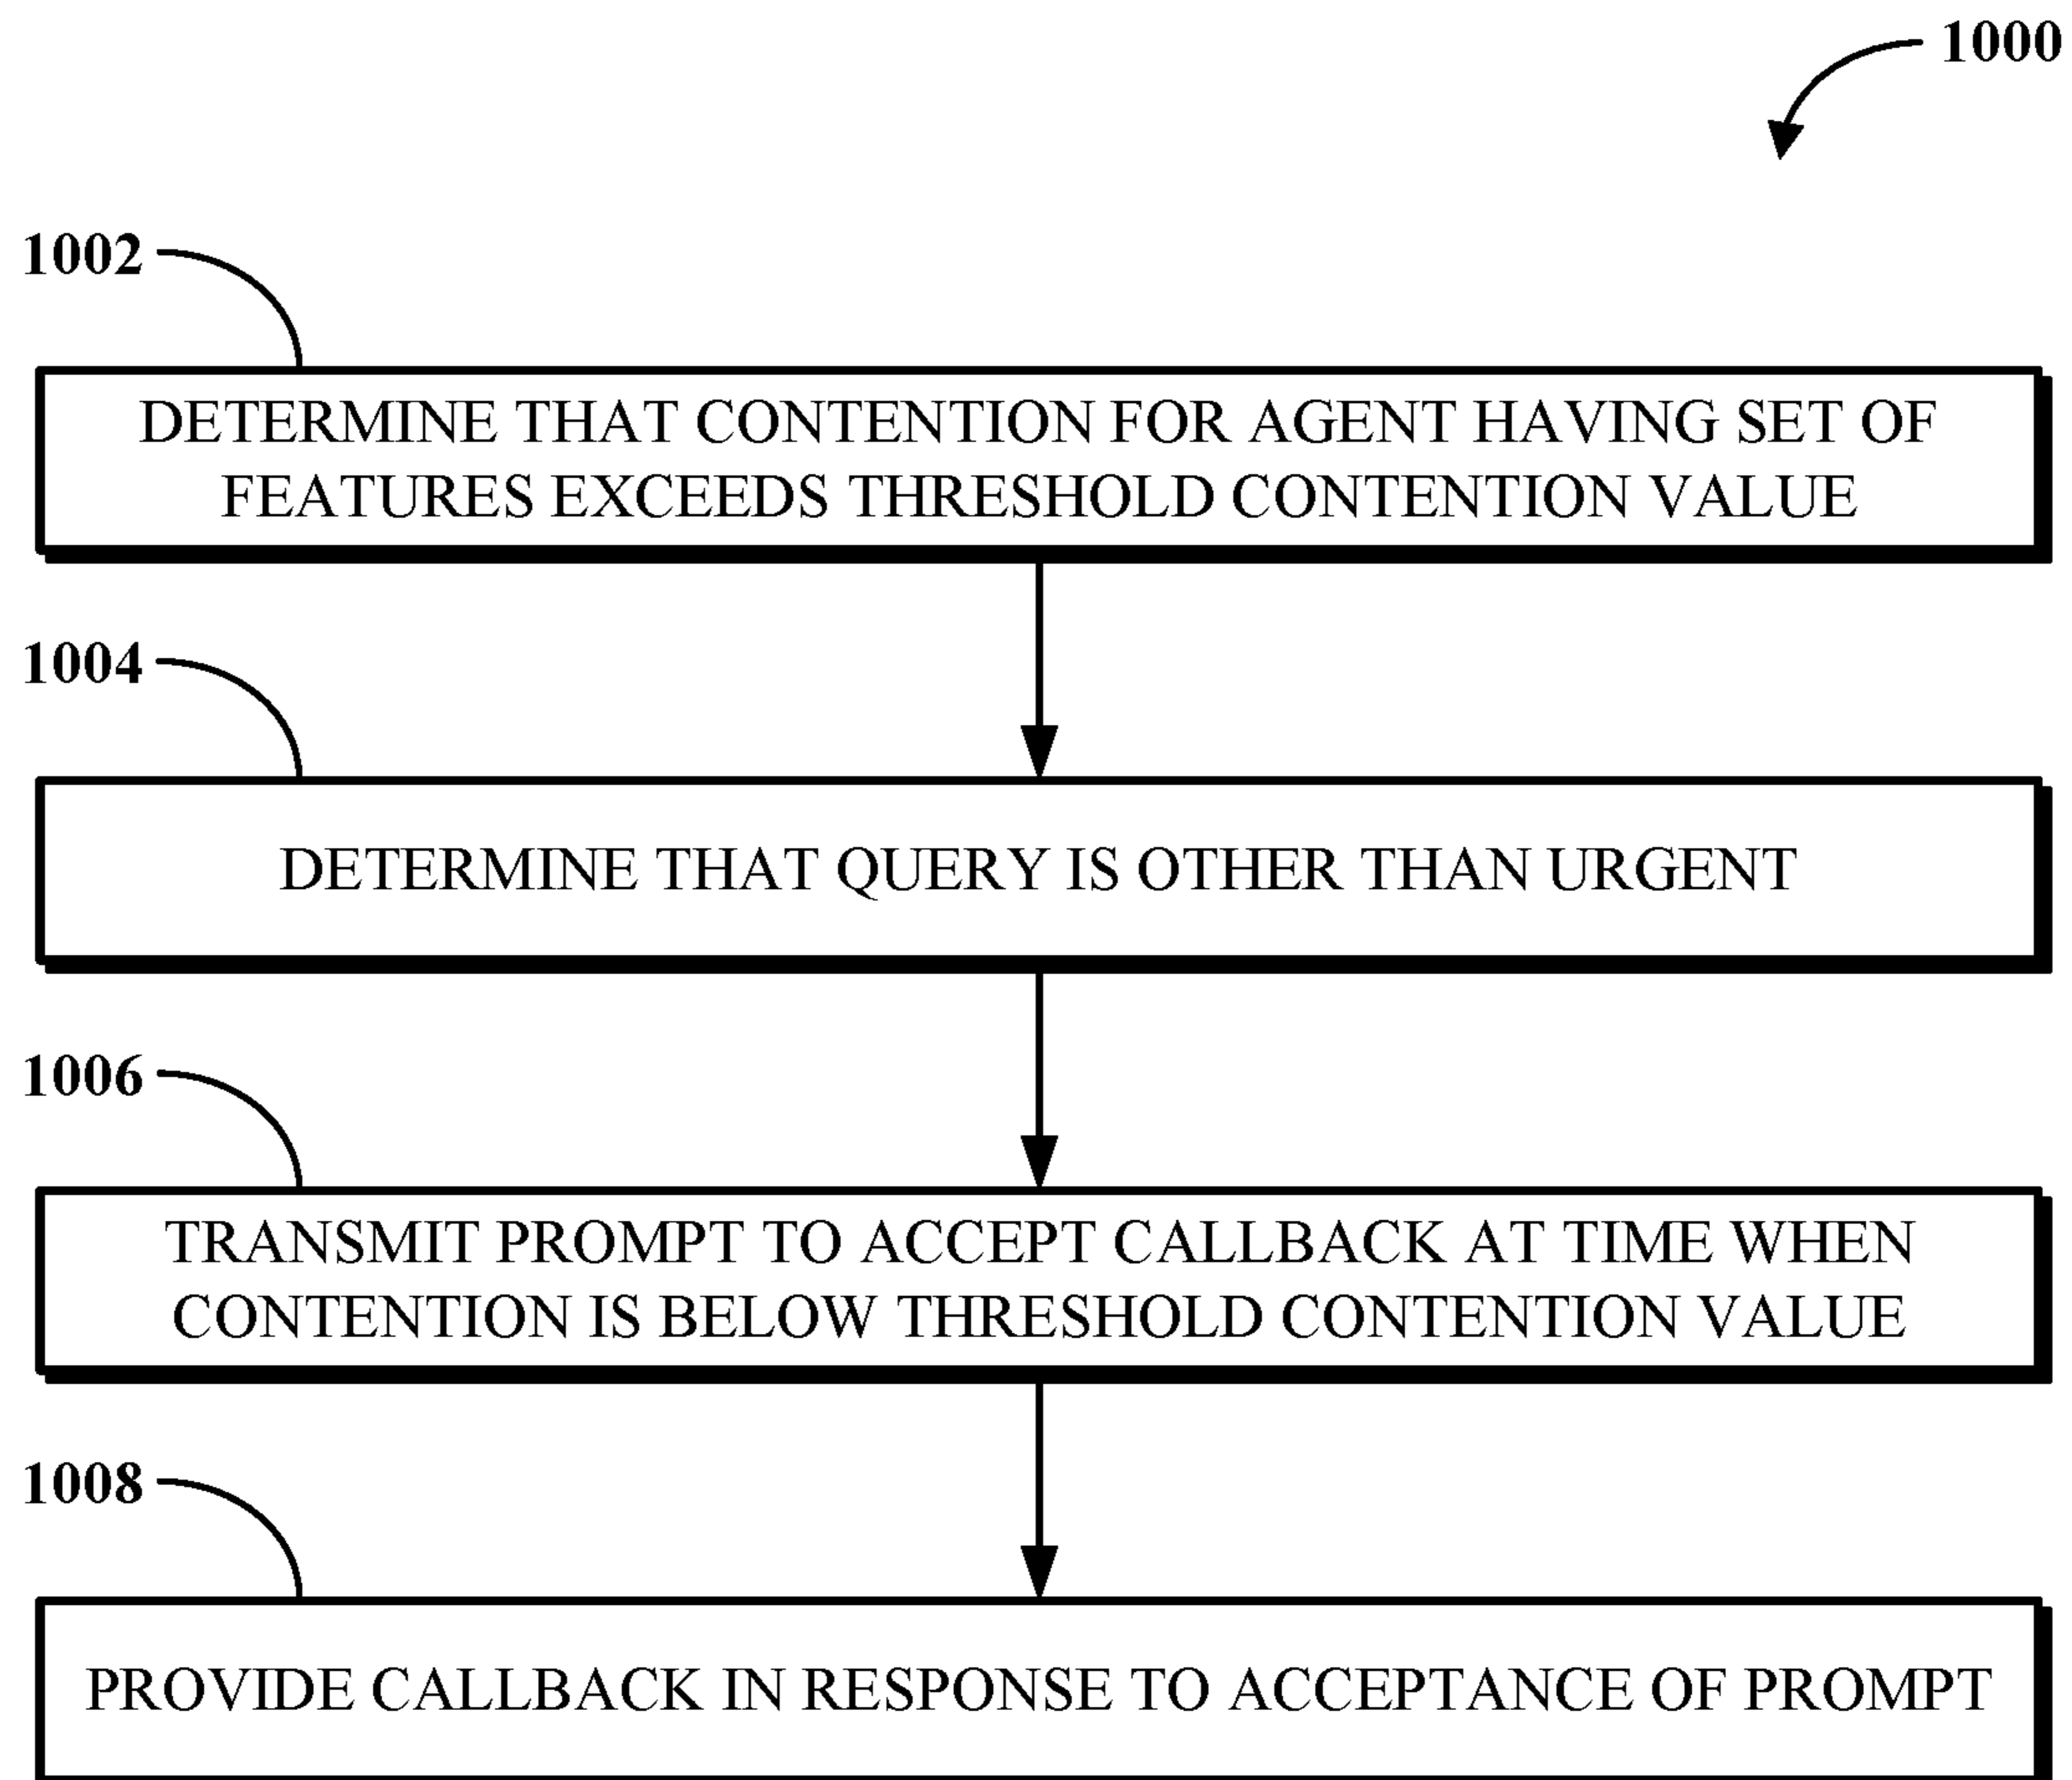 1000
1002
DETERMINE THAT CONTENTION FOR AGENT HAVING SET OF
FEATURES EXCEEDS THRESHOLD CONTENTION VALUE
1004
DETERMINE THAT QUERY IS OTHER THAN URGENT
1006
TRANSMIT PROMPT TO ACCEPT CALLBACK AT TIME WHEN
CONTENTION IS BELOW THRESHOLD CONTENTION VALUE
1008
PROVIDE CALLBACK IN RESPONSE TO ACCEPTANCE OF PROMPT